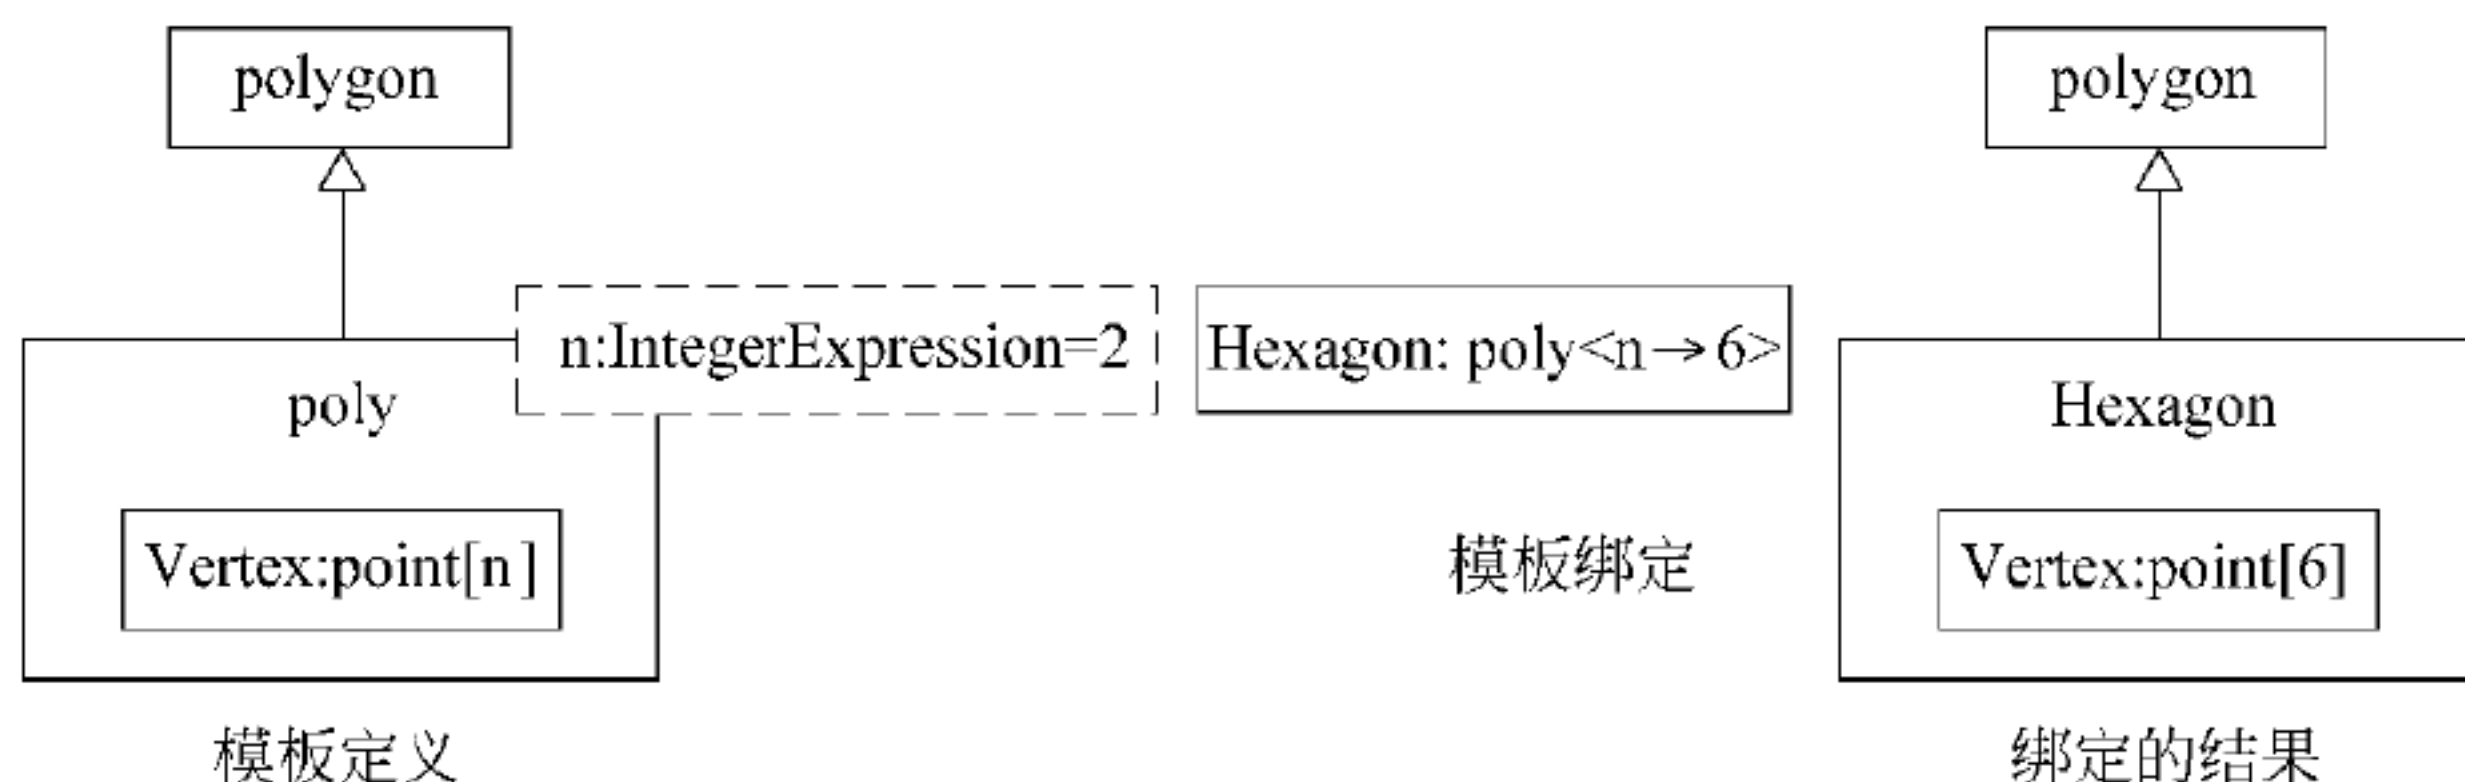 polygon
polygon
n:IntegerExpression=2
Hexagon: poly<n→6>
poly
Hexagon
Vertex:point[n]
模板绑定
Vertex:point[6]
模板定义
绑定的结果